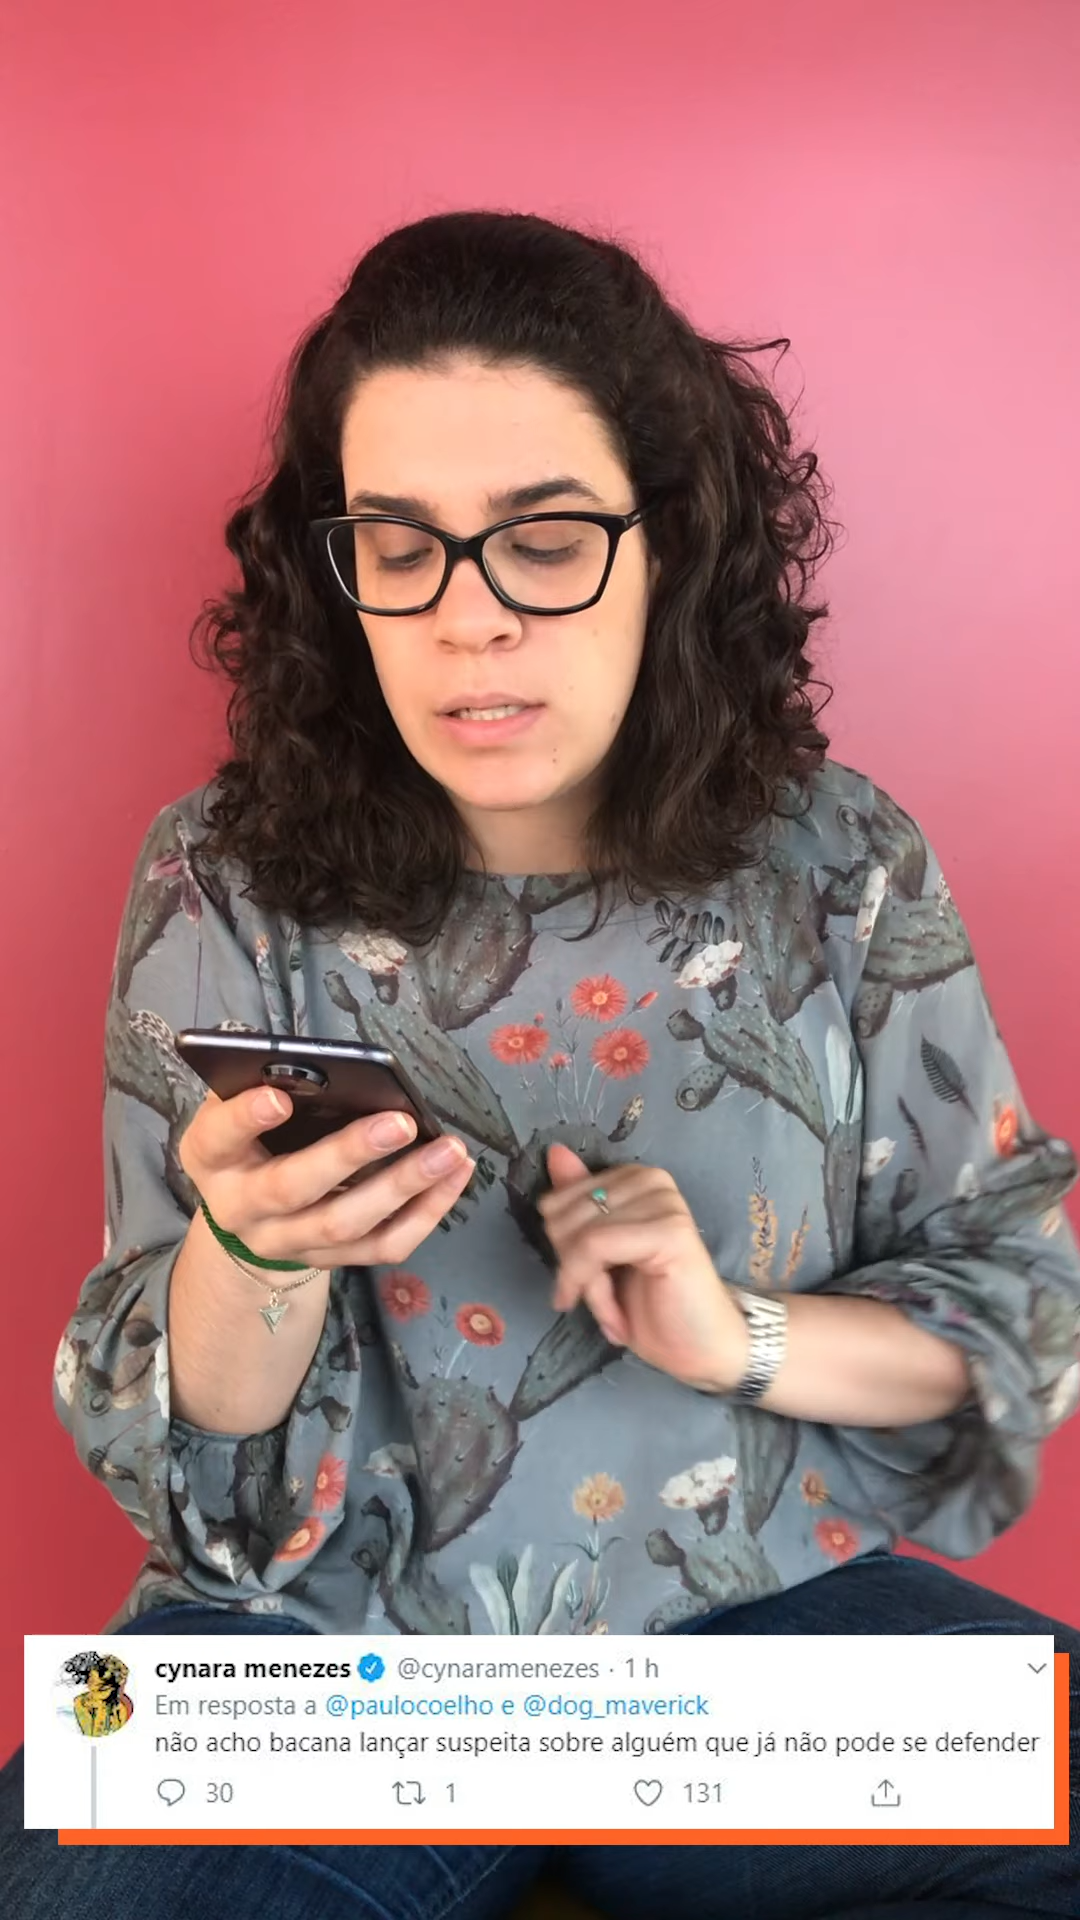 cynara menezes @cynaramenezes · 1 h
Em resposta a @paulocoelho e @dog_maverick
não acho bacana lançar suspeita sobre alguém que já não pode se defender
30 1 131